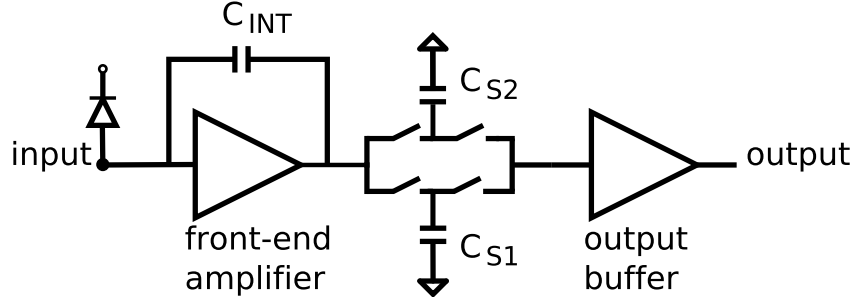 C INT
C S2
input
output
front-end
amplifier
C S1
output
buffer